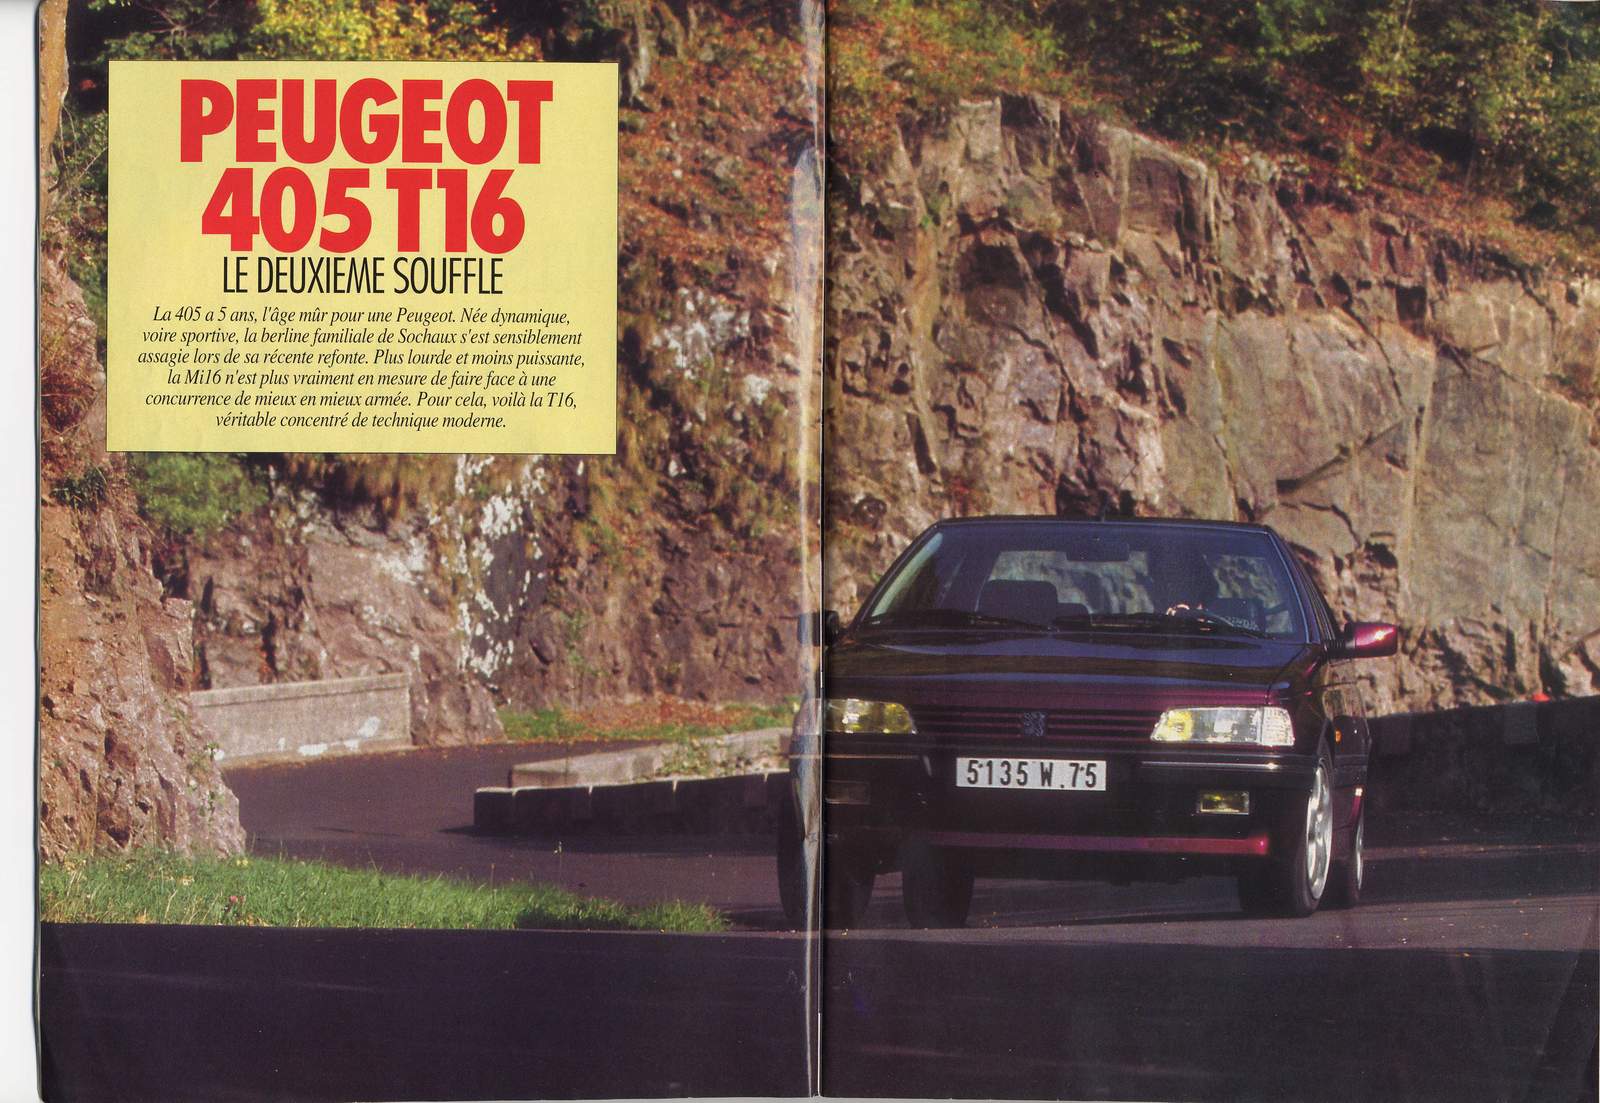 PEUGEOT
405 T16
LE DEUXIEME SOUFFLE
La 405 a 5 ans, l'âge mûr pour une Peugeot. Née dynamique,
voire sportive, la berline familiale de Sochaux s'est sensiblement
assagie lors de sa récente refonte. Plus lourde et moins puissante,
la Mi16 n'est plus vraiment en mesure de faire face à une
concurrence de mieux en mieux armée. Pour cela, voilà la T16,
véritable concentré de technique moderne.
5135 W.75